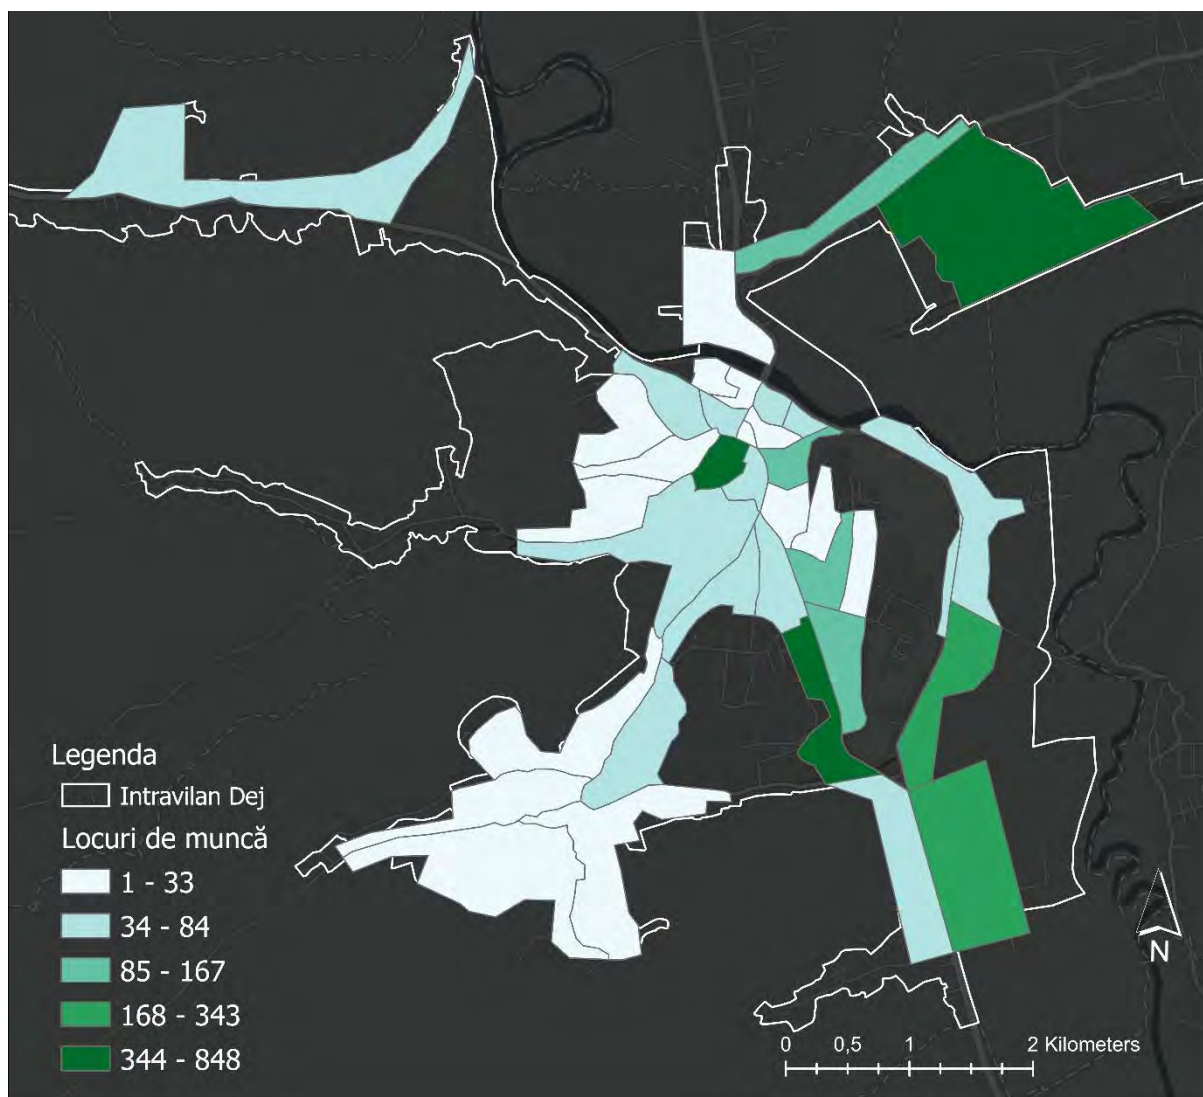 Legenda
Intravilan Dej
Locuri de muncă
1 - 33
34 - 84
85 - 167
168 - 343
344 - 848
N
0 0,5 1 2 Kilometers